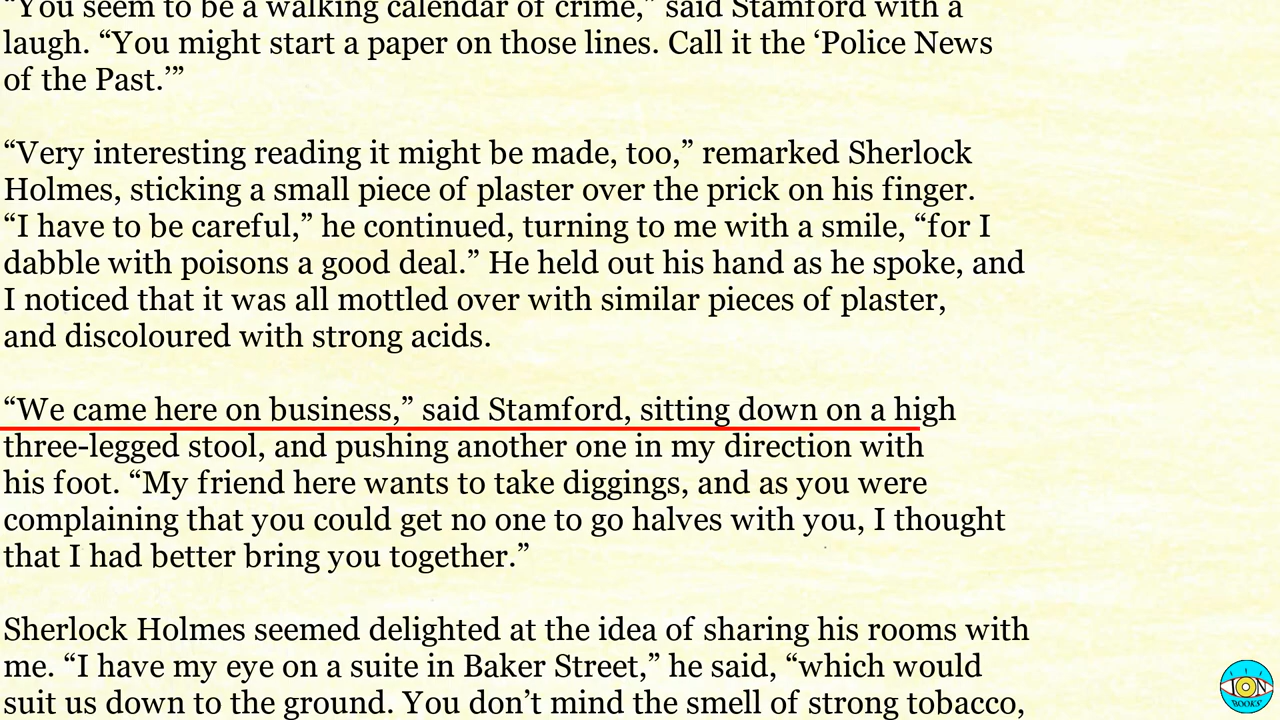 “You seem to be a walking calendar of crime,” said Stamford with a
laugh. “You might start a paper on those lines. Call it the ‘Police News
of the Past.’”
“Very interesting reading it might be made, too,” remarked Sherlock
Holmes, sticking a small piece of plaster over the prick on his finger.
“I have to be careful,” he continued, turning to me with a smile, “for I
dabble with poisons a good deal.” He held out his hand as he spoke, and
I noticed that it was all mottled over with similar pieces of plaster,
and discoloured with strong acids.
“We came here on business,” said Stamford, sitting down on a high
three-legged stool, and pushing another one in my direction with
his foot. “My friend here wants to take diggings, and as you were
complaining that you could get no one to go halves with you, I thought
that I had better bring you together.”
Sherlock Holmes seemed delighted at the idea of sharing his rooms with
me. “I have my eye on a suite in Baker Street,” he said, “which would
suit us down to the ground. You don’t mind the smell of strong tobacco,
ION
BOOKS